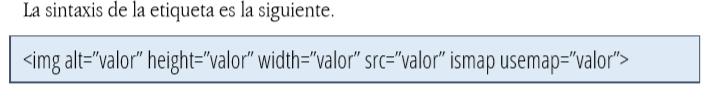 La sintaxis de la etiqueta es la siguiente.
<img alt=”valor” height=”valor” width=”valor” src=”valor” ismap usemap=”valor”>